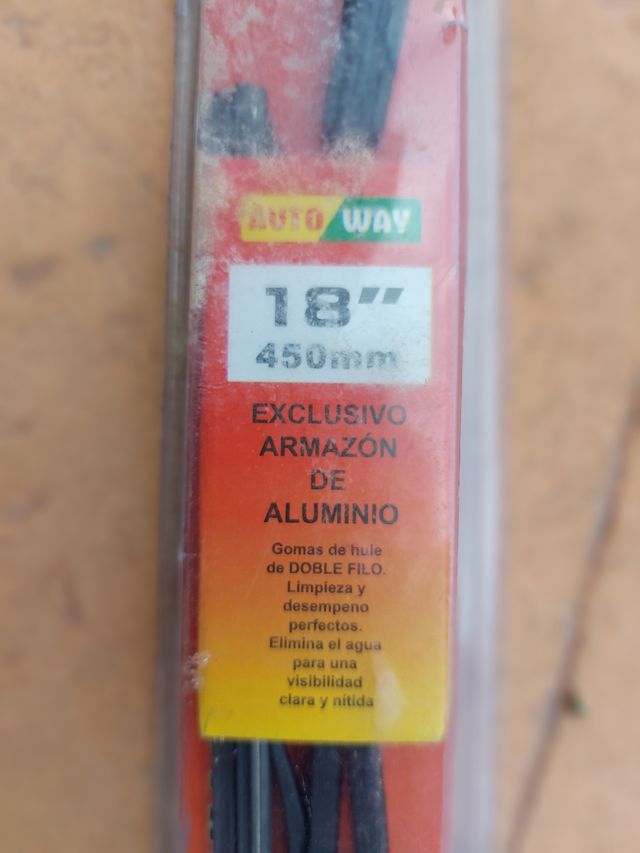 AUTO WAY
18"
450mm
EXCLUSIVO
ARMAZÓN
DE
ALUMINIO
Gomas de hule
de DOBLE FILO.
Limpieza y
desempeno
perfectos.
Elimina el agua
para una
visibilidad
clara y nítida